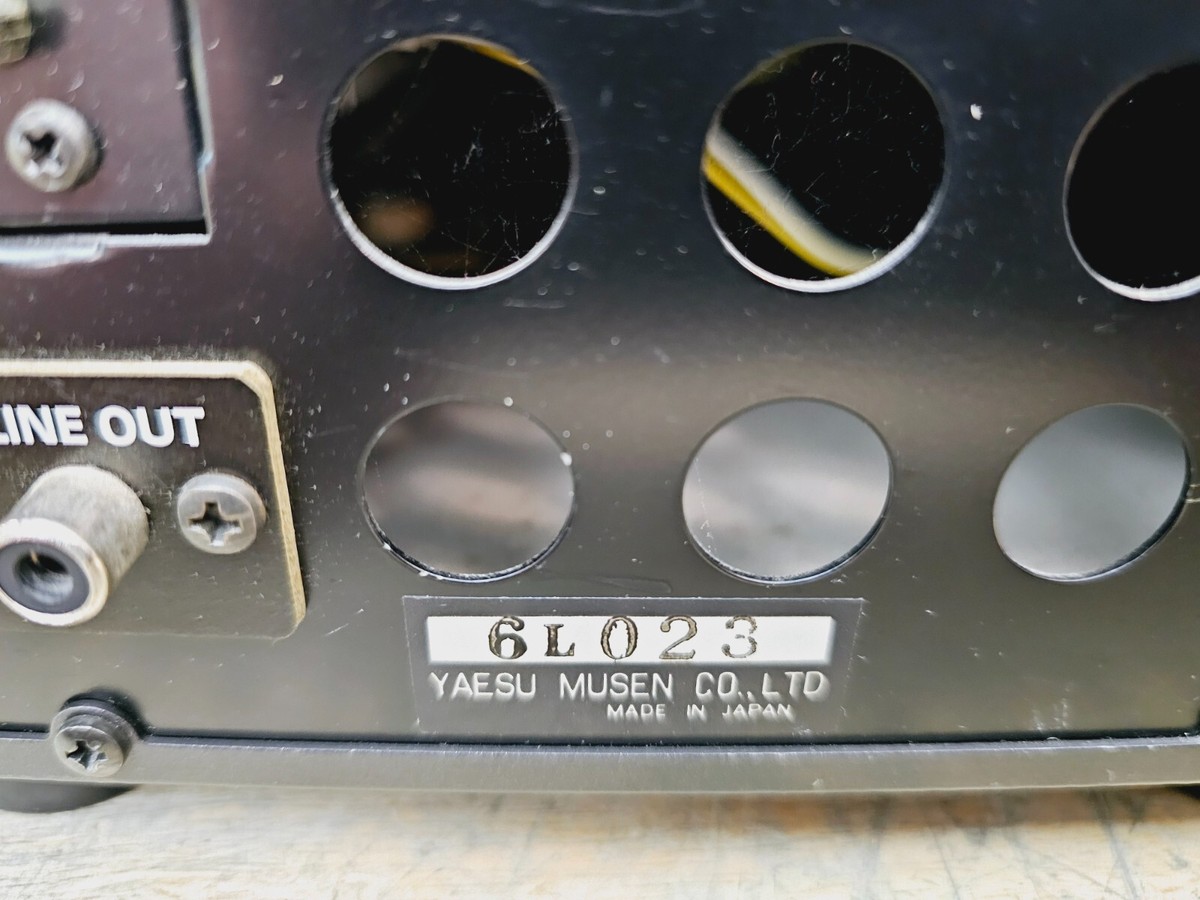 LINE OUT
6L023
YAESU MUSEN CO.,LTD
MADE IN JAPAN